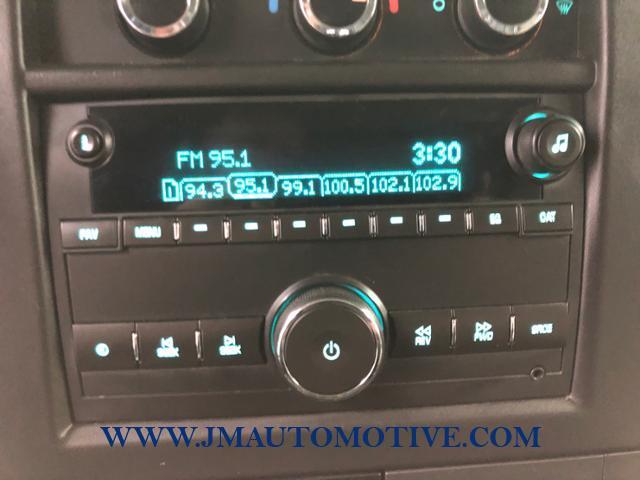 FM 95.1 3:30
1 94.3 95.1 99.1 100.5 102.1 102.9
FAV MENU CAT
SEEK SEEK REV FWD SRCE
WWW.JMAUTOMOTIVE.COM